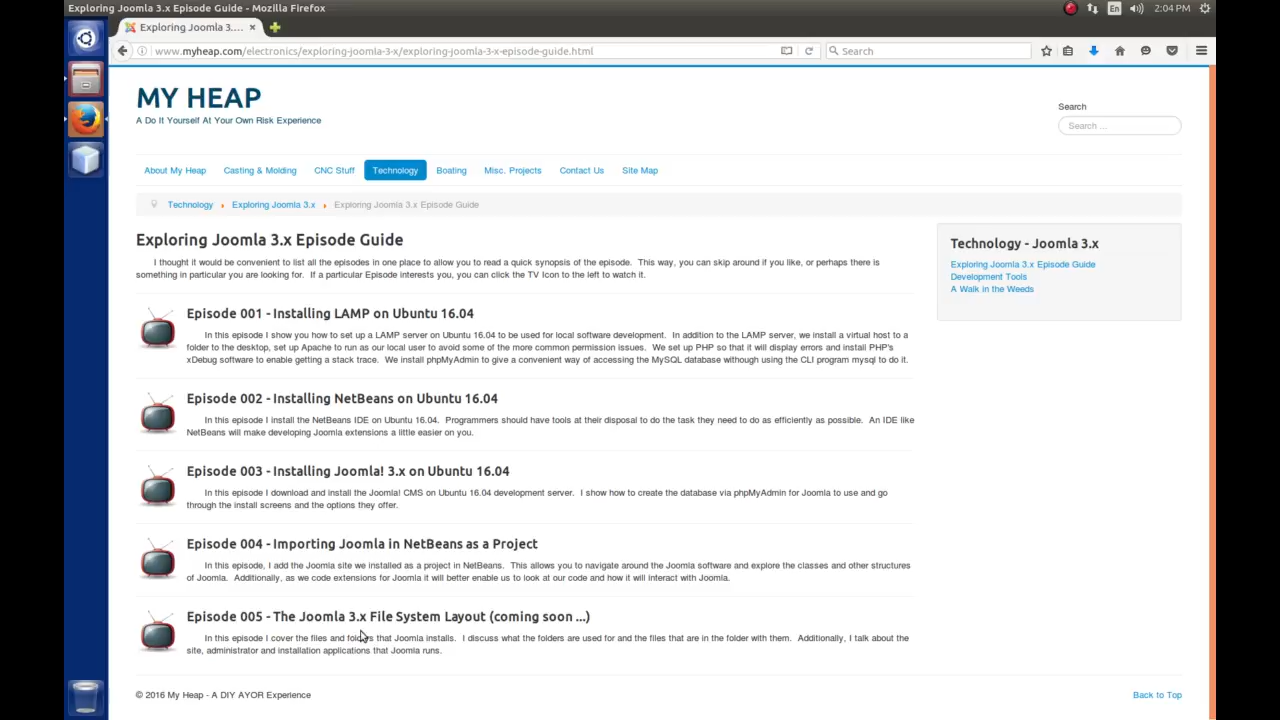 Exploring Joomla 3.x Episode Guide - Mozilla Firefox
En
2:04 PM
Exploring Joomla 3....
www.myheap.com/electronics/exploring-joomla-3-x/exploring-joomla-3-x-episode-guide.html
Search
MY HEAP
A Do It Yourself At Your Own Risk Experience
Search
Search ...
About My Heap Casting & Molding CNC Stuff Technology Boating Misc. Projects Contact Us Site Map
Technology Exploring Joomla 3.x Exploring Joomla 3.x Episode Guide
Exploring Joomla 3.x Episode Guide
I thought it would be convenient to list all the episodes in one place to allow you to read a quick synopsis of the episode. This way, you can skip around if you like, or perhaps there is
something in particular you are looking for. If a particular Episode interests you, you can click the TV Icon to the left to watch it.
Episode 001 - Installing LAMP on Ubuntu 16.04
In this episode I show you how to set up a LAMP server on Ubuntu 16.04 to be used for local software development. In addition to the LAMP server, we install a virtual host to a
folder to the desktop, set up Apache to run as our local user to avoid some of the more common permission issues. We set up PHP so that it will display errors and install PHP's
xDebug software to enable getting a stack trace. We install phpMyAdmin to give a convenient way of accessing the MySQL database withough using the CLI program mysql to do it.
Episode 002 - Installing NetBeans on Ubuntu 16.04
In this episode I install the NetBeans IDE on Ubuntu 16.04. Programmers should have tools at their disposal to do the task they need to do as efficiently as possible. An IDE like
NetBeans will make developing Joomla extensions a little easier on you.
Episode 003 - Installing Joomla! 3.x on Ubuntu 16.04
In this episode I download and install the Joomla! CMS on Ubuntu 16.04 development server. I show how to create the database via phpMyAdmin for Joomla to use and go
through the install screens and the options they offer.
Episode 004 - Importing Joomla in NetBeans as a Project
In this episode, I add the Joomla site we installed as a project in NetBeans. This allows you to navigate around the Joomla software and explore the classes and other structures
of Joomla. Additionally, as we code extensions for Joomla it will better enable us to look at our code and how it will interact with Joomla.
Episode 005 - The Joomla 3.x File System Layout (coming soon ...)
In this episode I cover the files and folders that Joomla installs. I discuss what the folders are used for and the files that are in the folder with them. Additionally, I talk about the
site, administrator and installation applications that Joomla runs.
Technology - Joomla 3.x
Exploring Joomla 3.x Episode Guide
Development Tools
A Walk in the Weeds
© 2016 My Heap - A DIY AYOR Experience
Back to Top